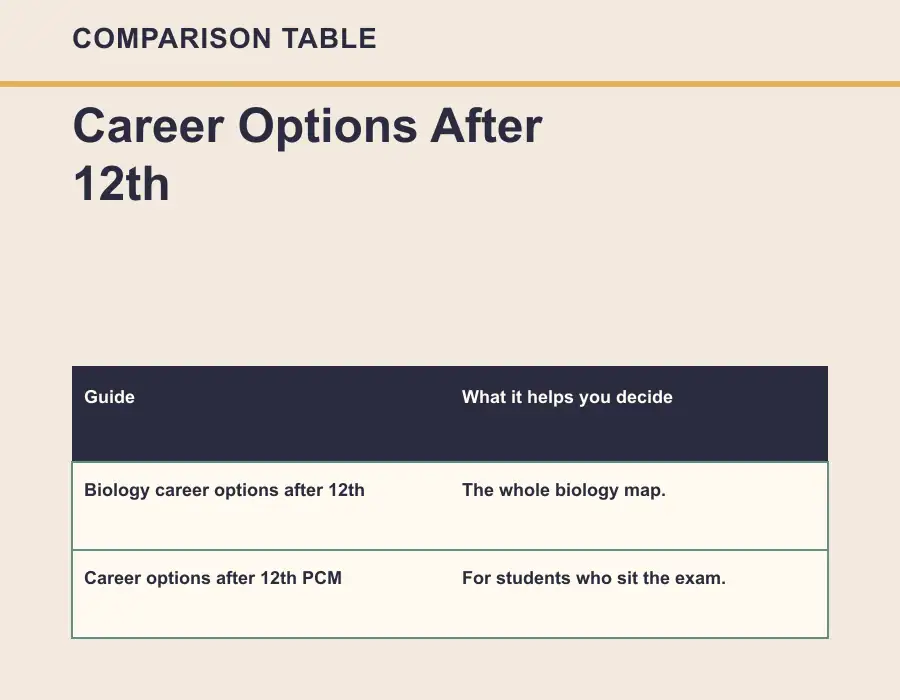 COMPARISON TABLE
Career Options After
12th
Guide What it helps you decide
Biology career options after 12th The whole biology map.
Career options after 12th PCM For students who sit the exam.